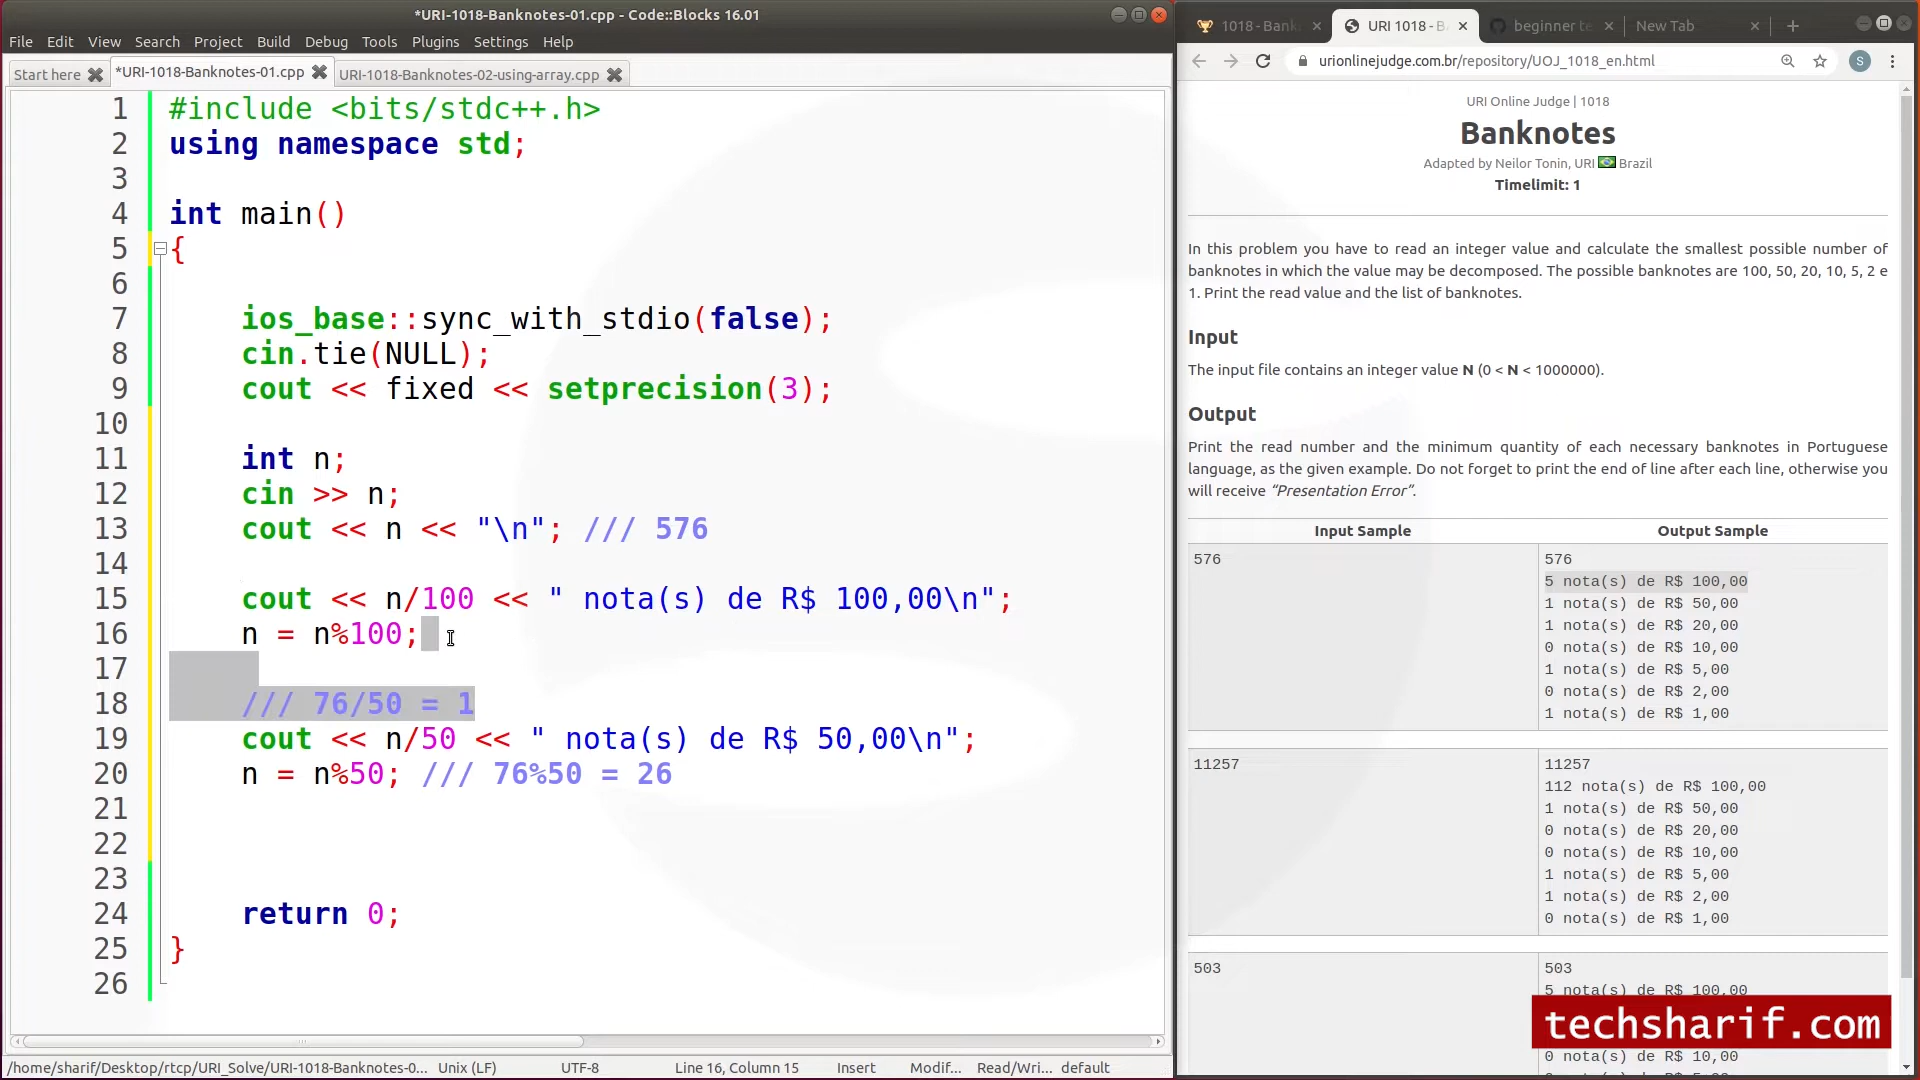 *URI-1018-Banknotes-01.cpp - Code::Blocks 16.01
File Edit View Search Project Build Debug Tools Plugins Settings Help
Start here *URI-1018-Banknotes-01.cpp URI-1018-Banknotes-02-using-array.cpp
1 #include <bits/stdc++.h>
2 using namespace std;
3
4 int main()
5 {
6
7 ios_base::sync_with_stdio(false);
8 cin.tie(NULL);
9 cout << fixed << setprecision(3);
10
11 int n;
12 cin >> n;
13 cout << n << "\n"; /// 576
14
15 cout << n/100 << " nota(s) de R$ 100,00\n";
16 n = n%100;
17
18 /// 76/50 = 1
19 cout << n/50 << " nota(s) de R$ 50,00\n";
20 n = n%50; /// 76%50 = 26
21
22
23
24 return 0;
25 }
26
/home/sharif/Desktop/rtcp/URI_Solve/URI-1018-Banknotes-0... Unix (LF) UTF-8 Line 16, Column 15 Insert Modif... Read/Wri... default
1018 - Bank URI 1018 - B beginner te New Tab
urionlinejudge.com.br/repository/UOJ_1018_en.html
S
URI Online Judge | 1018
Banknotes
Adapted by Neilor Tonin, URI Brazil
Timelimit: 1
In this problem you have to read an integer value and calculate the smallest possible number of
banknotes in which the value may be decomposed. The possible banknotes are 100, 50, 20, 10, 5, 2 e
1. Print the read value and the list of banknotes.
Input
The input file contains an integer value N (0 < N < 1000000).
Output
Print the read number and the minimum quantity of each necessary banknotes in Portuguese
language, as the given example. Do not forget to print the end of line after each line, otherwise you
will receive “Presentation Error”.
Input Sample Output Sample
576 576
5 nota(s) de R$ 100,00
1 nota(s) de R$ 50,00
1 nota(s) de R$ 20,00
0 nota(s) de R$ 10,00
1 nota(s) de R$ 5,00
0 nota(s) de R$ 2,00
1 nota(s) de R$ 1,00
11257 11257
112 nota(s) de R$ 100,00
1 nota(s) de R$ 50,00
0 nota(s) de R$ 20,00
0 nota(s) de R$ 10,00
1 nota(s) de R$ 5,00
1 nota(s) de R$ 2,00
0 nota(s) de R$ 1,00
503 503
5 nota(s) de R$ 100,00
techsharif.com
0 nota(s) de R$ 10,00